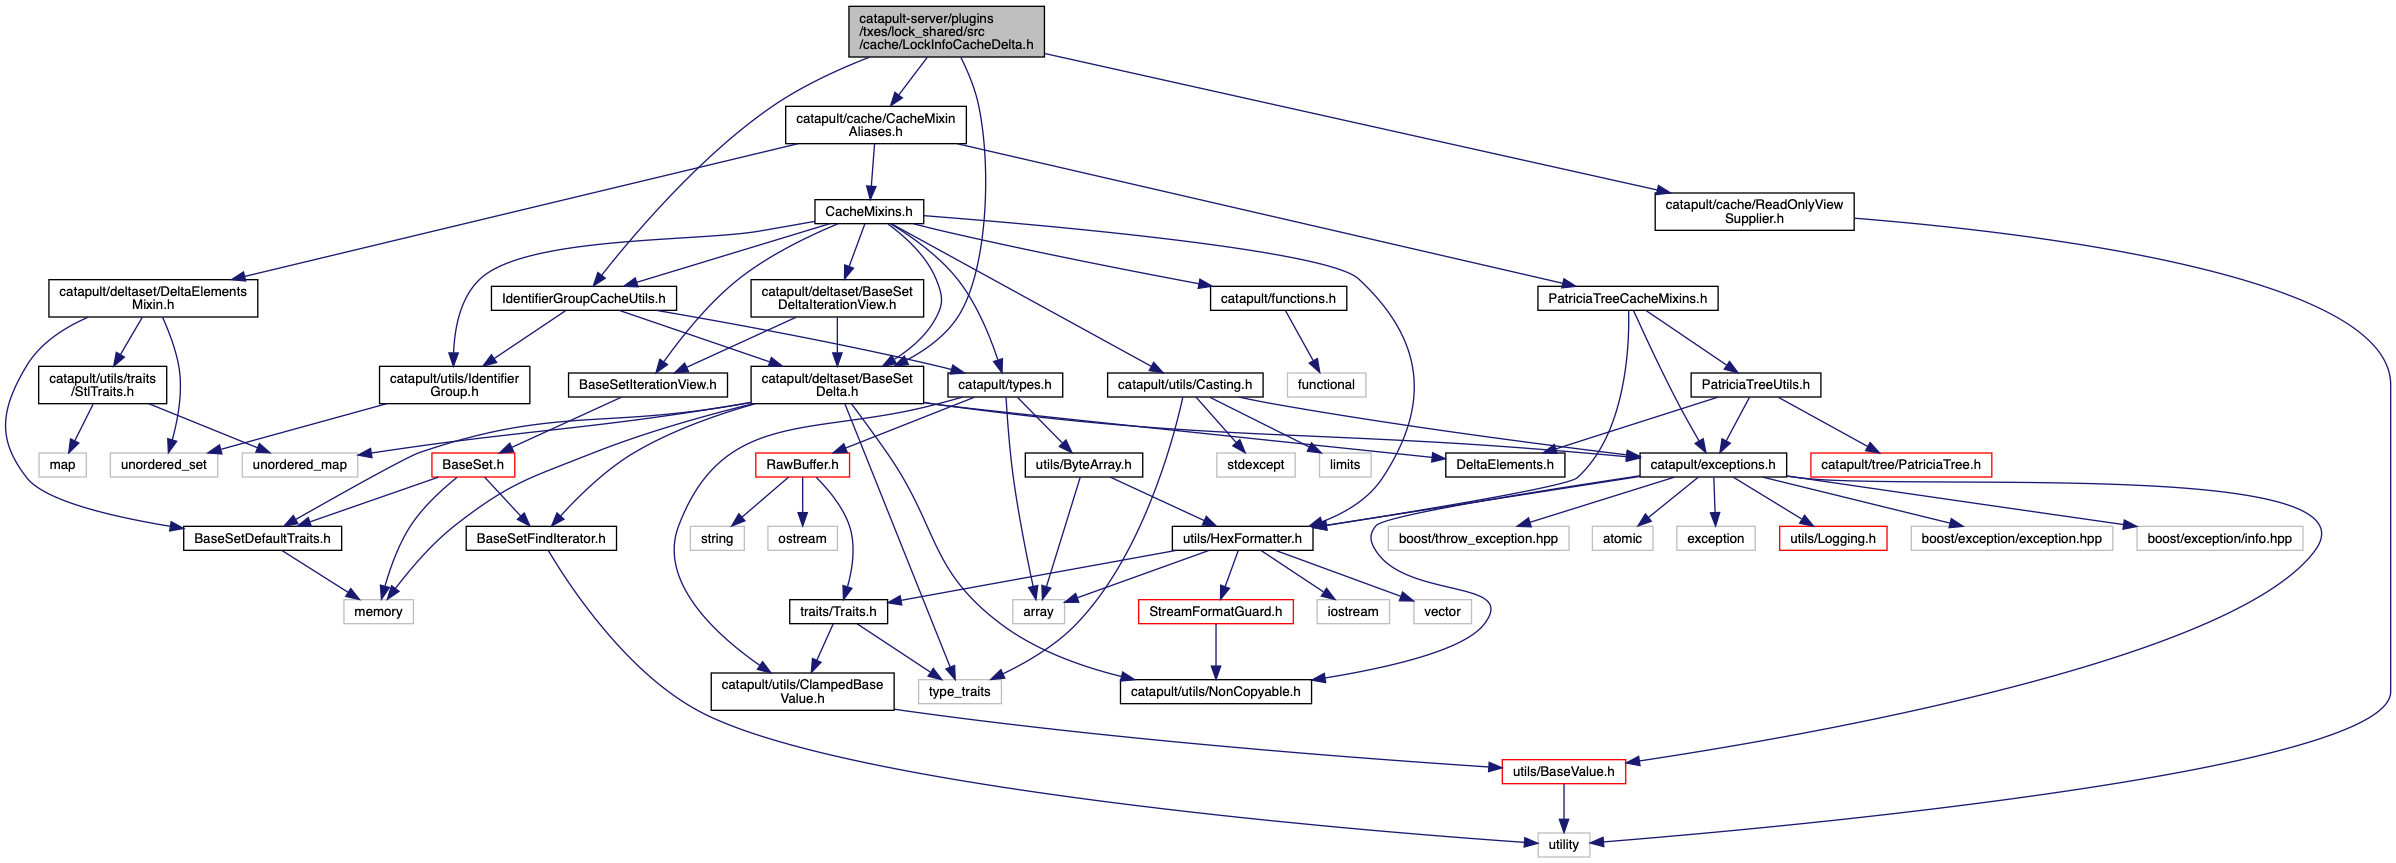 catapult-server/plugins
/txes/lock_shared/src
/cache/LockInfoCacheDelta.h
catapult/cache/CacheMixin
Aliases.h
catapult/cache/ReadOnlyView
Supplier.h
CacheMixins.h
catapult/deltaset/DeltaElements
Mixin.h
IdentifierGroupCacheUtils.h
catapult/deltaset/BaseSet
DeltaIterationView.h
catapult/functions.h
PatriciaTreeCacheMixins.h
catapult/utils/traits
/StlTraits.h
catapult/utils/Identifier
Group.h
BaseSetIterationView.h
catapult/deltaset/BaseSet
Delta.h
catapult/types.h
catapult/utils/Casting.h
functional
PatriciaTreeUtils.h
map
unordered_set
unordered_map
BaseSet.h
RawBuffer.h
utils/ByteArray.h
stdexcept
limits
DeltaElements.h
catapult/exceptions.h
catapult/tree/PatriciaTree.h
BaseSetDefaultTraits.h
BaseSetFindIterator.h
string
ostream
utils/HexFormatter.h
boost/throw_exception.hpp
atomic
exception
utils/Logging.h
boost/exception/exception.hpp
boost/exception/info.hpp
memory
traits/Traits.h
array
StreamFormatGuard.h
iostream
vector
catapult/utils/ClampedBase
Value.h
type_traits
catapult/utils/NonCopyable.h
utils/BaseValue.h
utility